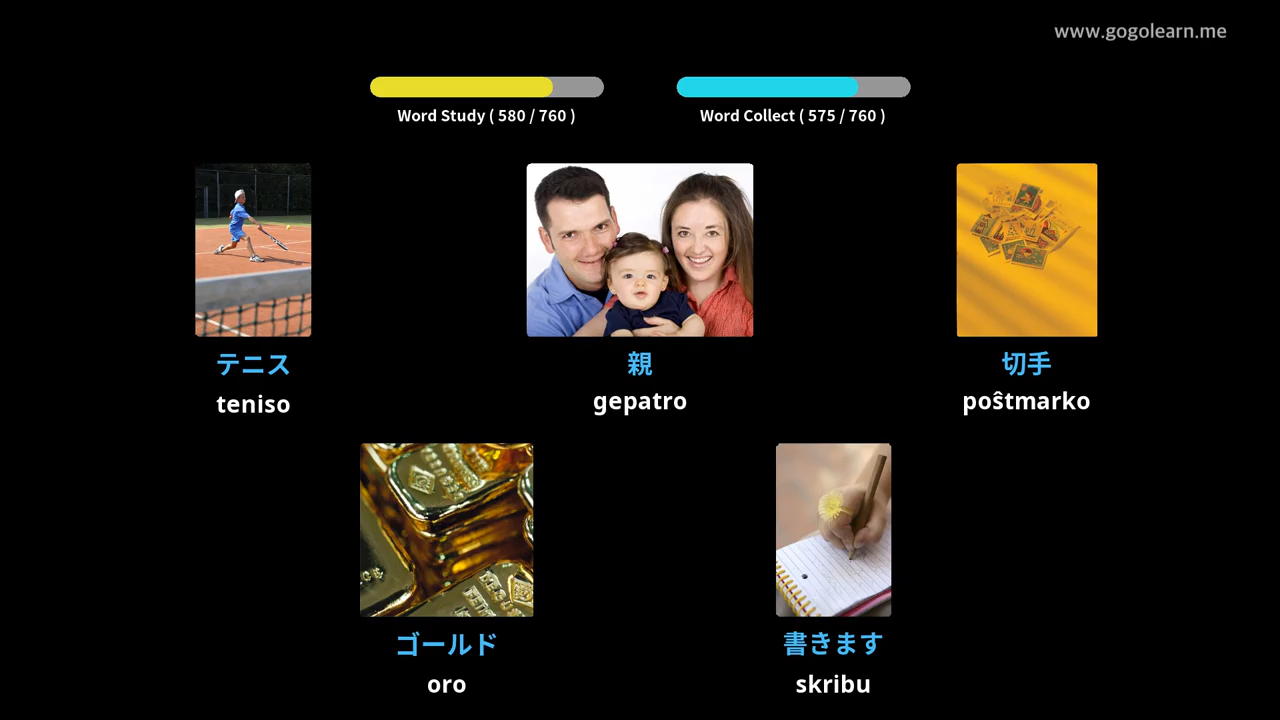 www.gogolearn.me
Word Study ( 580 / 760 )
Word Collect ( 575 / 760 )
テニス
teniso
親
gepatro
切手
poŝtmarko
ゴールド
oro
書きます
skribu